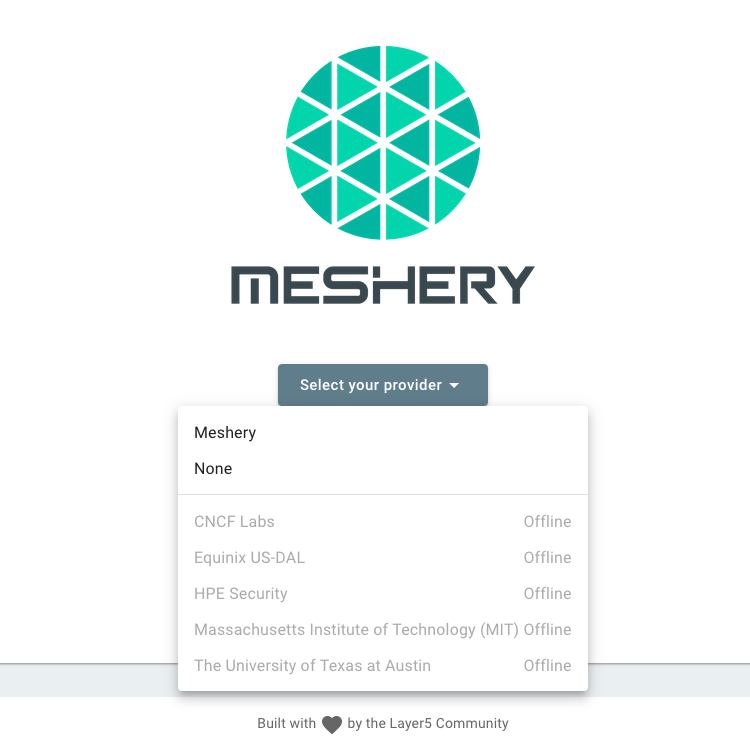 MESHERY
Select your provider
Meshery
None
CNCF Labs Offline
Equinix US-DAL Offline
HPE Security Offline
Massachusetts Institute of Technology (MIT) Offline
The University of Texas at Austin Offline
Built with by the Layer5 Community